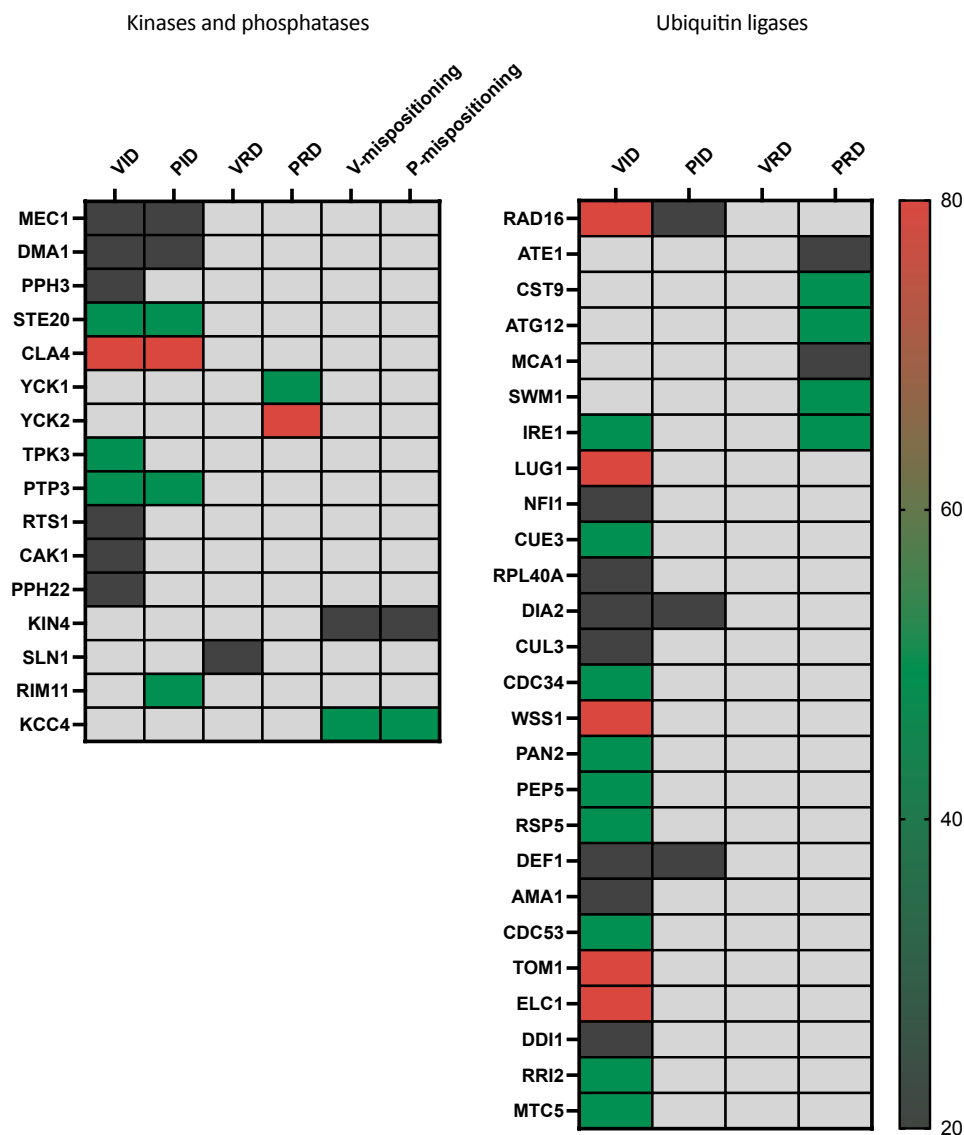 Kinases and phosphatases
VID
PID
VRD
PRD
V-mispositioning
P-mispositioning
MEC1
DMA1
PPH3
STE20
CLA4
YCK1
YCK2
TPK3
PTP3
RTS1
CAK1
PPH22
KIN4
SLN1
RIM11
KCC4
Ubiquitin ligases
VID
PID
VRD
PRD
RAD16
ATE1
CST9
ATG12
MCA1
SWM1
IRE1
LUG1
NFI1
CUE3
RPL40A
DIA2
CUL3
CDC34
WSS1
PAN2
PEP5
RSP5
DEF1
AMA1
CDC53
TOM1
ELC1
DDI1
RRI2
MTC5
80
60
40
20